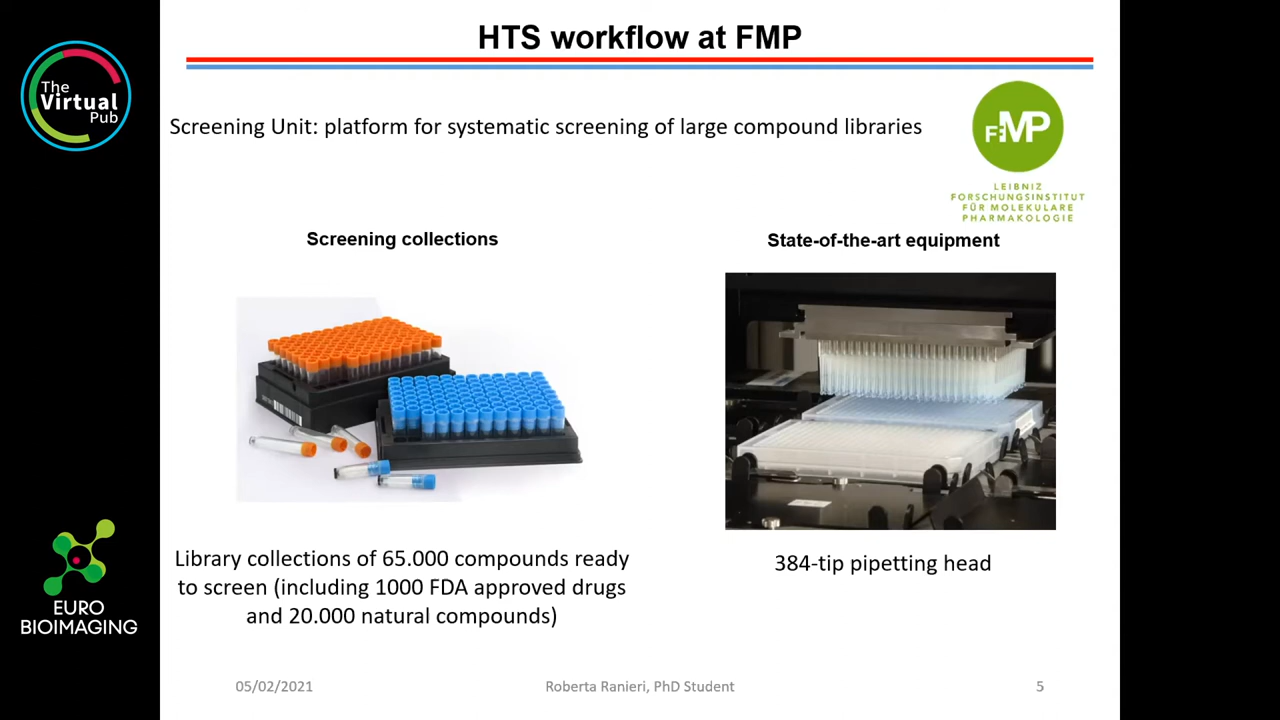 HTS workflow at FMP
The
Virtual
Pub
Screening Unit: platform for systematic screening of large compound libraries
FMP
LEIBNIZ
FORSCHUNGSINSTITUT
FÜR MOLEKULARE
PHARMAKOLOGIE
Screening collections
State-of-the-art equipment
Library collections of 65.000 compounds ready
to screen (including 1000 FDA approved drugs
and 20.000 natural compounds)
384-tip pipetting head
EURO
BIOIMAGING
05/02/2021
Roberta Ranieri, PhD Student
5